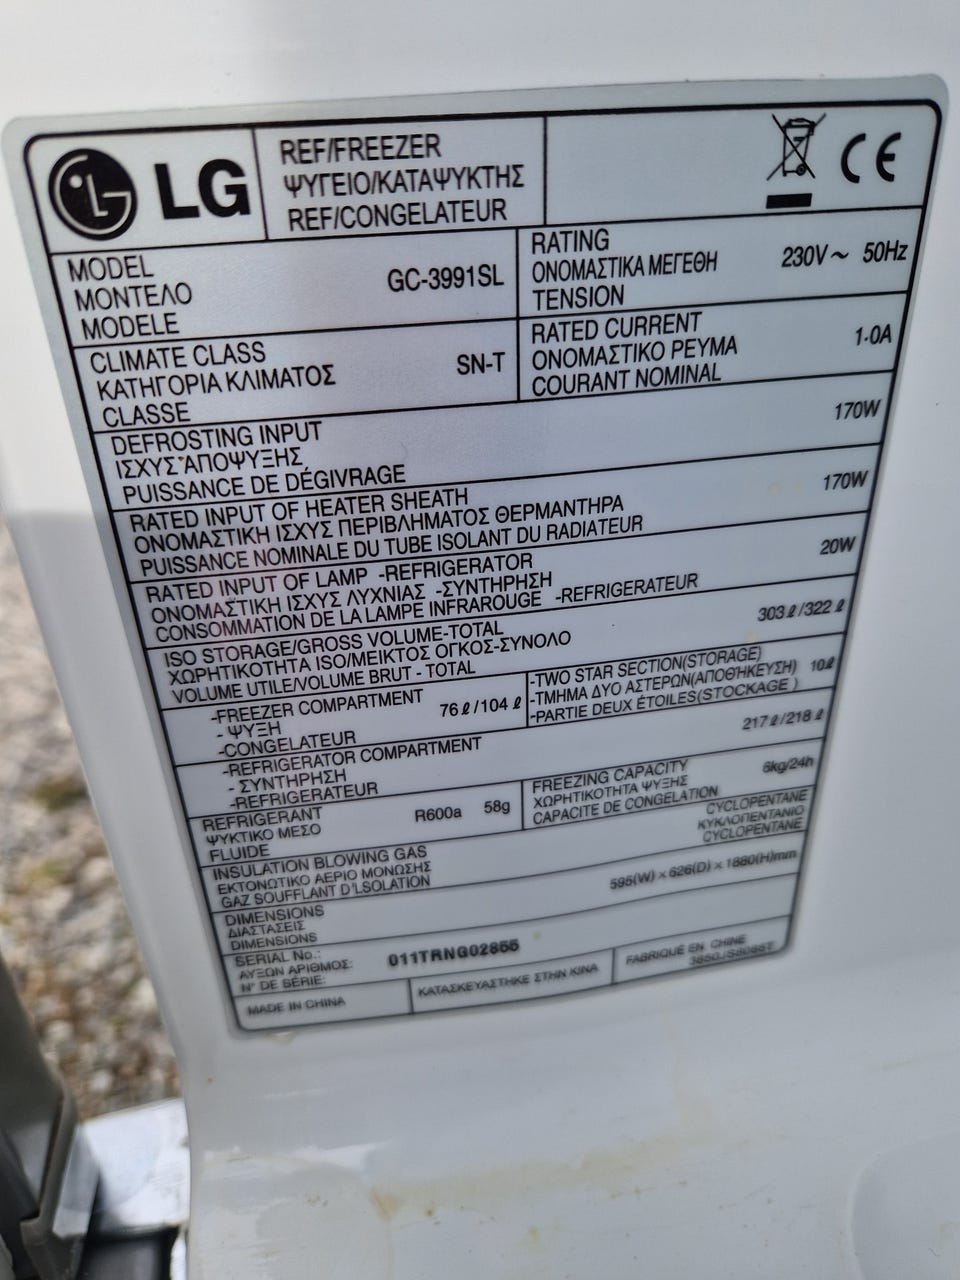 LG
REF/FREEZER
ΨΥΓΕΙΟ/ΚΑΤΑΨΥΚΤΗΣ
REF/CONGELATEUR
CE
MODEL
ΜΟΝΤΕΛΟ
MODELE
GC-3991SL
RATING
ΟΝΟΜΑΣΤΙΚΑ ΜΕΓΕΘΗ
TENSION
230V～ 50Hz
CLIMATE CLASS
ΚΑΤΗΓΟΡΙΑ ΚΛΙΜΑΤΟΣ
CLASSE
SN-T
RATED CURRENT
ΟΝΟΜΑΣΤΙΚΟ ΡΕΥΜΑ
COURANT NOMINAL
1.0A
DEFROSTING INPUT
ΙΣΧΥΣ ΑΠΟΨΥΞΗΣ
PUISSANCE DE DÉGIVRAGE
170W
RATED INPUT OF HEATER SHEATH
ΟΝΟΜΑΣΤΙΚΗ ΙΣΧΥΣ ΠΕΡΙΒΛΗΜΑΤΟΣ ΘΕΡΜΑΝΤΗΡΑ
PUISSANCE NOMINALE DU TUBE ISOLANT DU RADIATEUR
170W
RATED INPUT OF LAMP -REFRIGERATOR
ΟΝΟΜΑΣΤΙΚΗ ΙΣΧΥΣ ΛΥΧΝΙΑΣ -ΣΥΝΤΗΡΗΣΗ
CONSOMMATION DE LA LAMPE INFRAROUGE -REFRIGERATEUR
20W
ISO STORAGE/GROSS VOLUME-TOTAL
ΧΩΡΗΤΙΚΟΤΗΤΑ ISO/ΜΕΙΚΤΟΣ ΟΓΚΟΣ-ΣΥΝΟΛΟ
VOLUME UTILE/VOLUME BRUT - TOTAL
303ℓ/322ℓ
-FREEZER COMPARTMENT
- ΨΥΞΗ
-CONGELATEUR
76ℓ/104ℓ
-TWO STAR SECTION(STORAGE)
-ΤΜΗΜΑ ΔΥΟ ΑΣΤΕΡΩΝ(ΑΠΟΘΗΚΕΥΣΗ)
-PARTIE DEUX ÉTOILES(STOCKAGE )
10ℓ
-REFRIGERATOR COMPARTMENT
- ΣΥΝΤΗΡΗΣΗ
-REFRIGERATEUR
217ℓ/218ℓ
REFRIGERANT
ΨΥΚΤΙΚΟ ΜΕΣΟ
FLUIDE
R600a 58g
FREEZING CAPACITY
ΧΩΡΗΤΙΚΟΤΗΤΑ ΨΥΞΗΣ
CAPACITE DE CONGELATION
6kg/24h
INSULATION BLOWING GAS
ΕΚΤΟΝΩΤΙΚΟ ΑΕΡΙΟ ΜΟΝΩΣΗΣ
GAZ SOUFFLANT D'LSOLATION
CYCLOPENTANE
ΚΥΚΛΟΠΕΝΤΑΝΙΟ
CYCLOPENTANE
DIMENSIONS
ΔΙΑΣΤΑΣΕΙΣ
DIMENSIONS
595(W) × 626(D) × 1880(H)mm
SERIAL No.:
ΑΥΞΩΝ ΑΡΙΘΜΟΣ:
N° DE SÉRIE:
011TRNG02855
MADE IN CHINA
ΚΑΤΑΣΚΕΥΑΣΤΗΚΕ ΣΤΗΝ ΚΙΝΑ
FABRIQUÉ EN CHINE